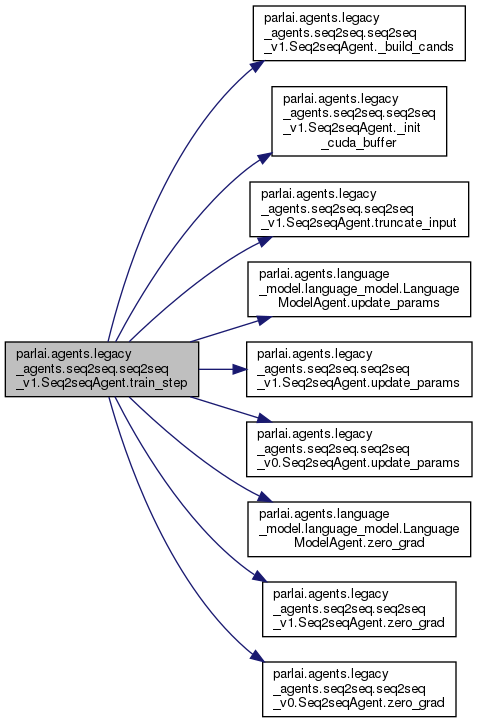 parlai.agents.legacy
_agents.seq2seq.seq2seq
_v1.Seq2seqAgent._build_cands
parlai.agents.legacy
_agents.seq2seq.seq2seq
_v1.Seq2seqAgent._init
_cuda_buffer
parlai.agents.legacy
_agents.seq2seq.seq2seq
_v1.Seq2seqAgent.truncate_input
parlai.agents.language
_model.language_model.Language
ModelAgent.update_params
parlai.agents.legacy
_agents.seq2seq.seq2seq
_v1.Seq2seqAgent.train_step
parlai.agents.legacy
_agents.seq2seq.seq2seq
_v1.Seq2seqAgent.update_params
parlai.agents.legacy
_agents.seq2seq.seq2seq
_v0.Seq2seqAgent.update_params
parlai.agents.language
_model.language_model.Language
ModelAgent.zero_grad
parlai.agents.legacy
_agents.seq2seq.seq2seq
_v1.Seq2seqAgent.zero_grad
parlai.agents.legacy
_agents.seq2seq.seq2seq
_v0.Seq2seqAgent.zero_grad